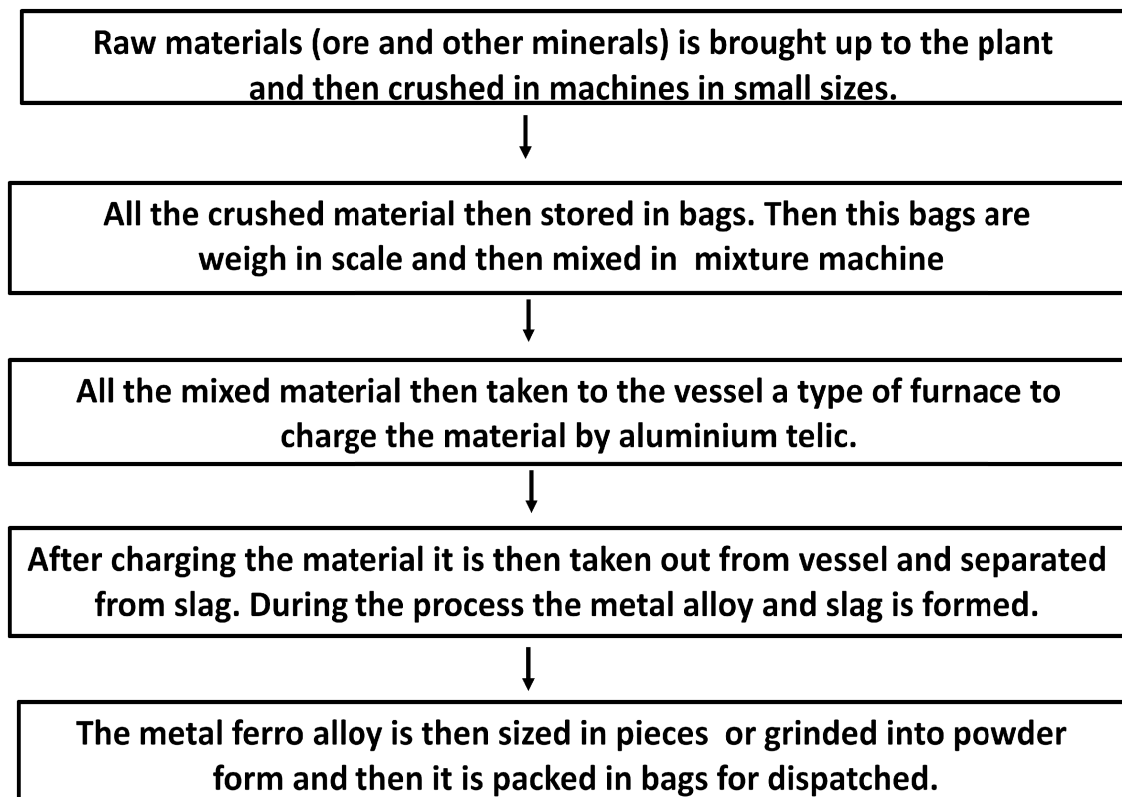 Raw materials (ore and other minerals) is brought up to the plant
and then crushed in machines in small sizes.
All the crushed material then stored in bags. Then this bags are
weigh in scale and then mixed in  mixture machine
All the mixed material then taken to the vessel a type of furnace to
charge the material by aluminium telic.
After charging the material it is then taken out from vessel and separated
from slag. During the process the metal alloy and slag is formed.
The metal ferro alloy is then sized in pieces  or grinded into powder
form and then it is packed in bags for dispatched.